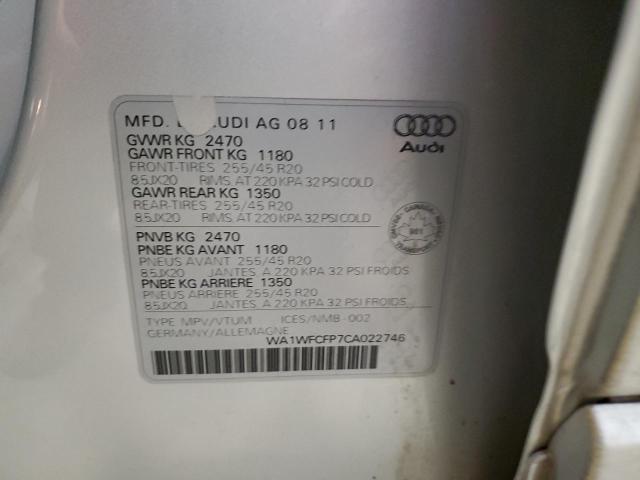 MFD. AUDI AG 08 11
GVWR KG 2470
GAWR FRONT KG 1180
FRONT-TIRES 255/45 R20
8.5JX20 RIMS. AT 220 KPA 32 PSI COLD
GAWR REAR KG 1350
REAR-TIRES 255/45 R20
8.5JX20 RIMS. AT 220 KPA 32 PSI COLD
PNVB KG 2470
PNBE KG AVANT 1180
PNEUS AVANT 255/45 R20
8.5JX20 JANTES. A 220 KPA 32 PSI FROIDS
PNBE KG ARRIERE 1350
PNEUS ARRIERE 255/45 R20
8.5JX20 JANTES. A 220 KPA 32 PSI FROIDS
TYPE MPV/VTUM ICES/NMB-002
GERMANY/ALLEMAGNE
WA1WFCFP7CA022746
Audi